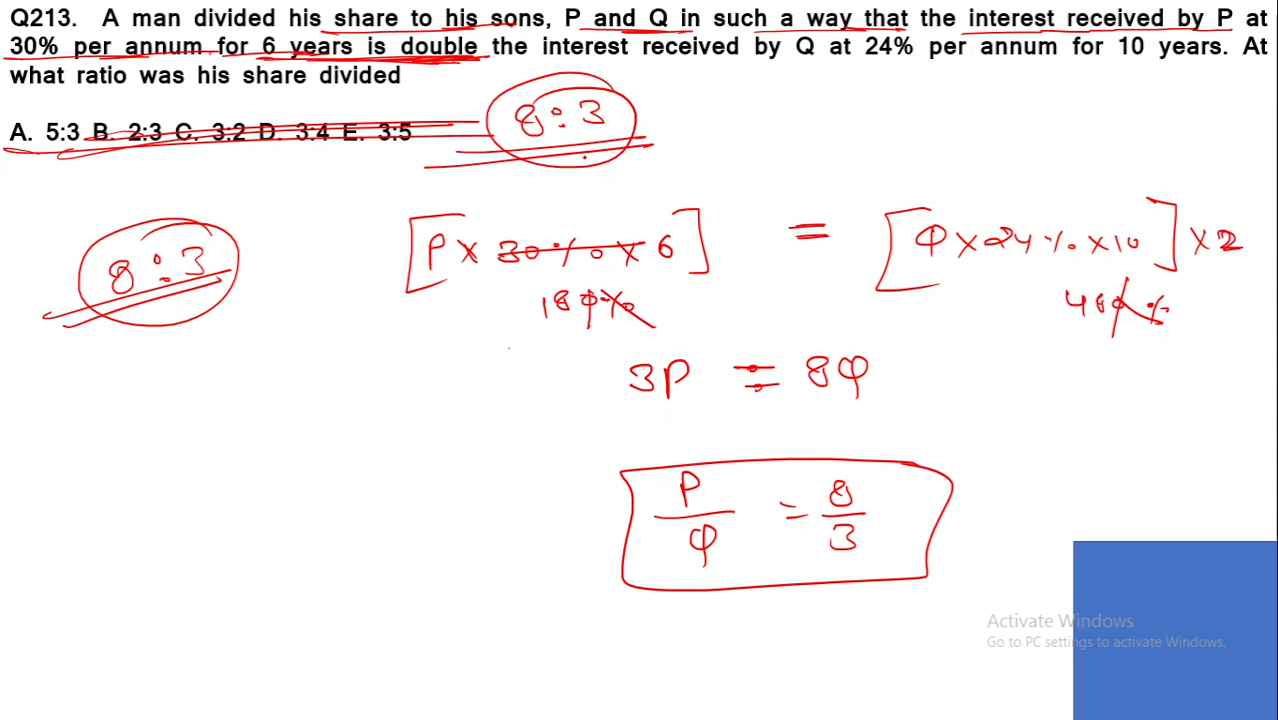 Q213. A man divided his share to his sons, P and Q in such a way that the interest received by P at
30% per annum for 6 years is double the interest received by Q at 24% per annum for 10 years. At
what ratio was his share divided
8:3
A. 5:3 B. 2:3 C. 3:2 D. 3:4 E. 3:5
8:3
[P x 30% x 6] = [Q x 24% x 10] x 2
180% 480%
3P = 8Q
P/Q = 8/3
Activate Windows
Go to PC settings to activate Windows.